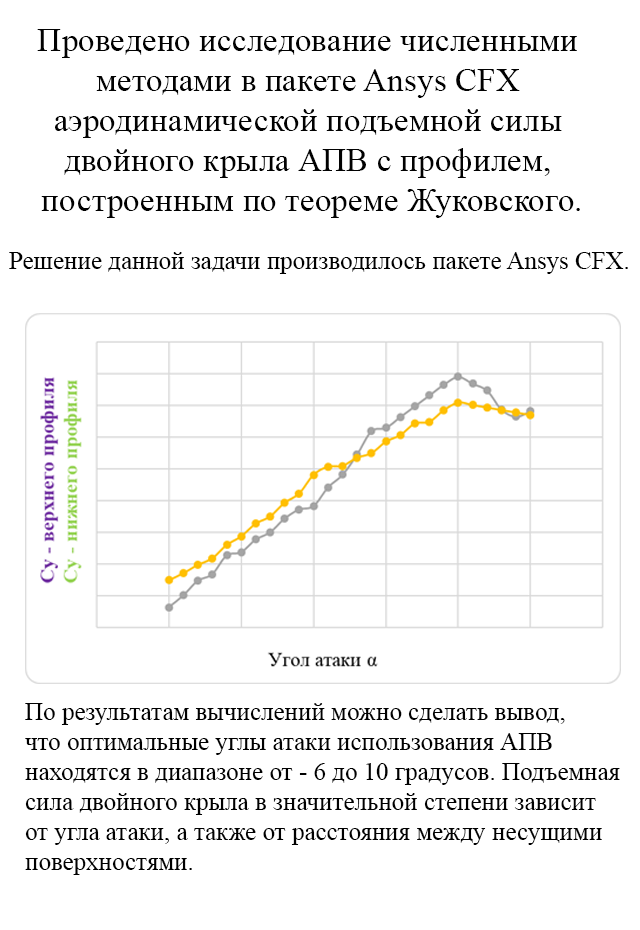 Проведено исследование численными
методами в пакете Ansys CFX
аэродинамической подъемной силы
двойного крыла АПВ с профилем,
построенным по теореме Жуковского.
Решение данной задачи производилось пакете Ansys CFX.
Су - верхнего профиля
Су - нижнего профиля
Угол атаки α
По результатам вычислений можно сделать вывод,
что оптимальные углы атаки использования АПВ
находятся в диапазоне от - 6 до 10 градусов. Подъемная
сила двойного крыла в значительной степени зависит
от угла атаки, а также от расстояния между несущими
поверхностями.